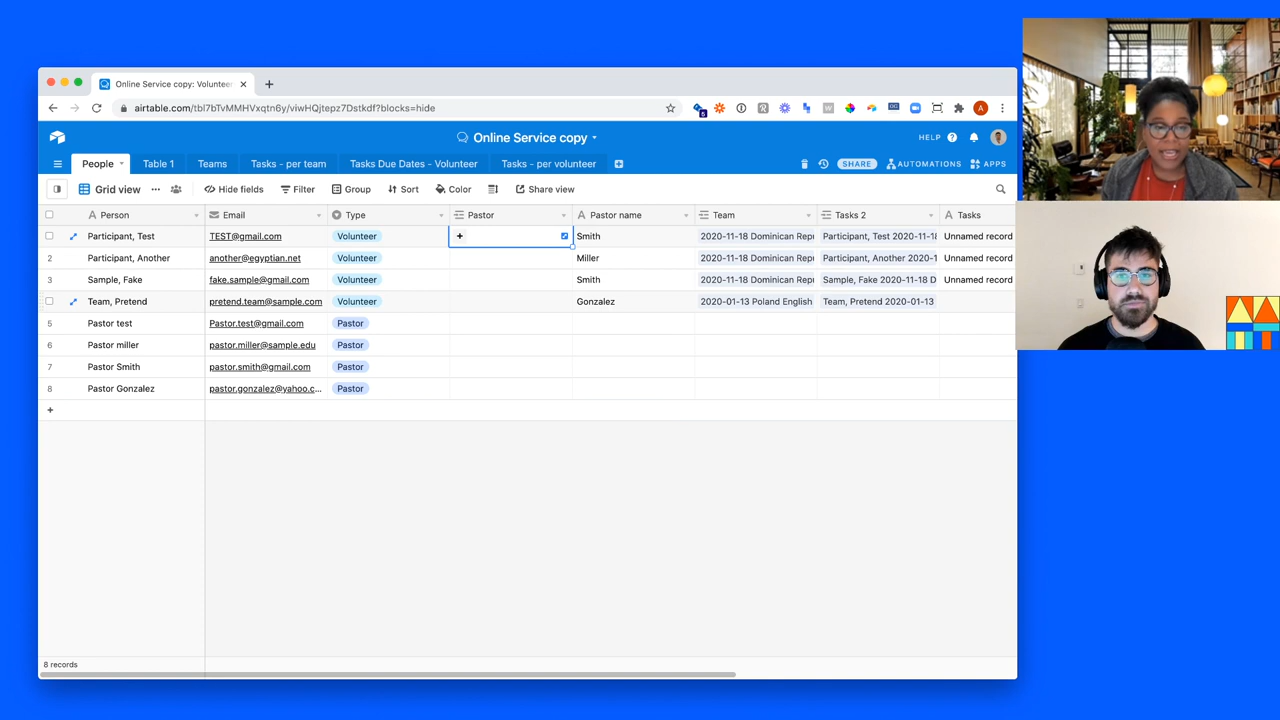 Online Service copy: Voluntee
airtable.com/tbl7bTvMMHVxqtn6y/viwHQjtepz7Dstkdf?blocks=hide
Online Service copy
HELP
People
Table 1
Teams
Tasks - per team
Tasks Due Dates - Volunteer
Tasks - per volunteer
SHARE
AUTOMATIONS
APPS
Grid view
Hide fields
Filter
Group
Sort
Color
Share view
Person Email Type Pastor Pastor name Team Tasks 2 Tasks
Participant, Test TEST@gmail.com Volunteer Smith 2020-11-18 Dominican Rep Participant, Test 2020-11-18 Unnamed record
2 Participant, Another another@egyptian.net Volunteer Miller 2020-11-18 Dominican Rep Participant, Another 2020-1 Unnamed record
3 Sample, Fake fake.sample@gmail.com Volunteer Smith 2020-11-18 Dominican Rep Sample, Fake 2020-11-18 D Unnamed record
Team, Pretend pretend.team@sample.com Volunteer Gonzalez 2020-01-13 Poland English Team, Pretend 2020-01-13
5 Pastor test Pastor.test@gmail.com Pastor
6 Pastor miller pastor.miller@sample.edu Pastor
7 Pastor Smith pastor.smith@gmail.com Pastor
8 Pastor Gonzalez pastor.gonzalez@yahoo.c... Pastor
8 records